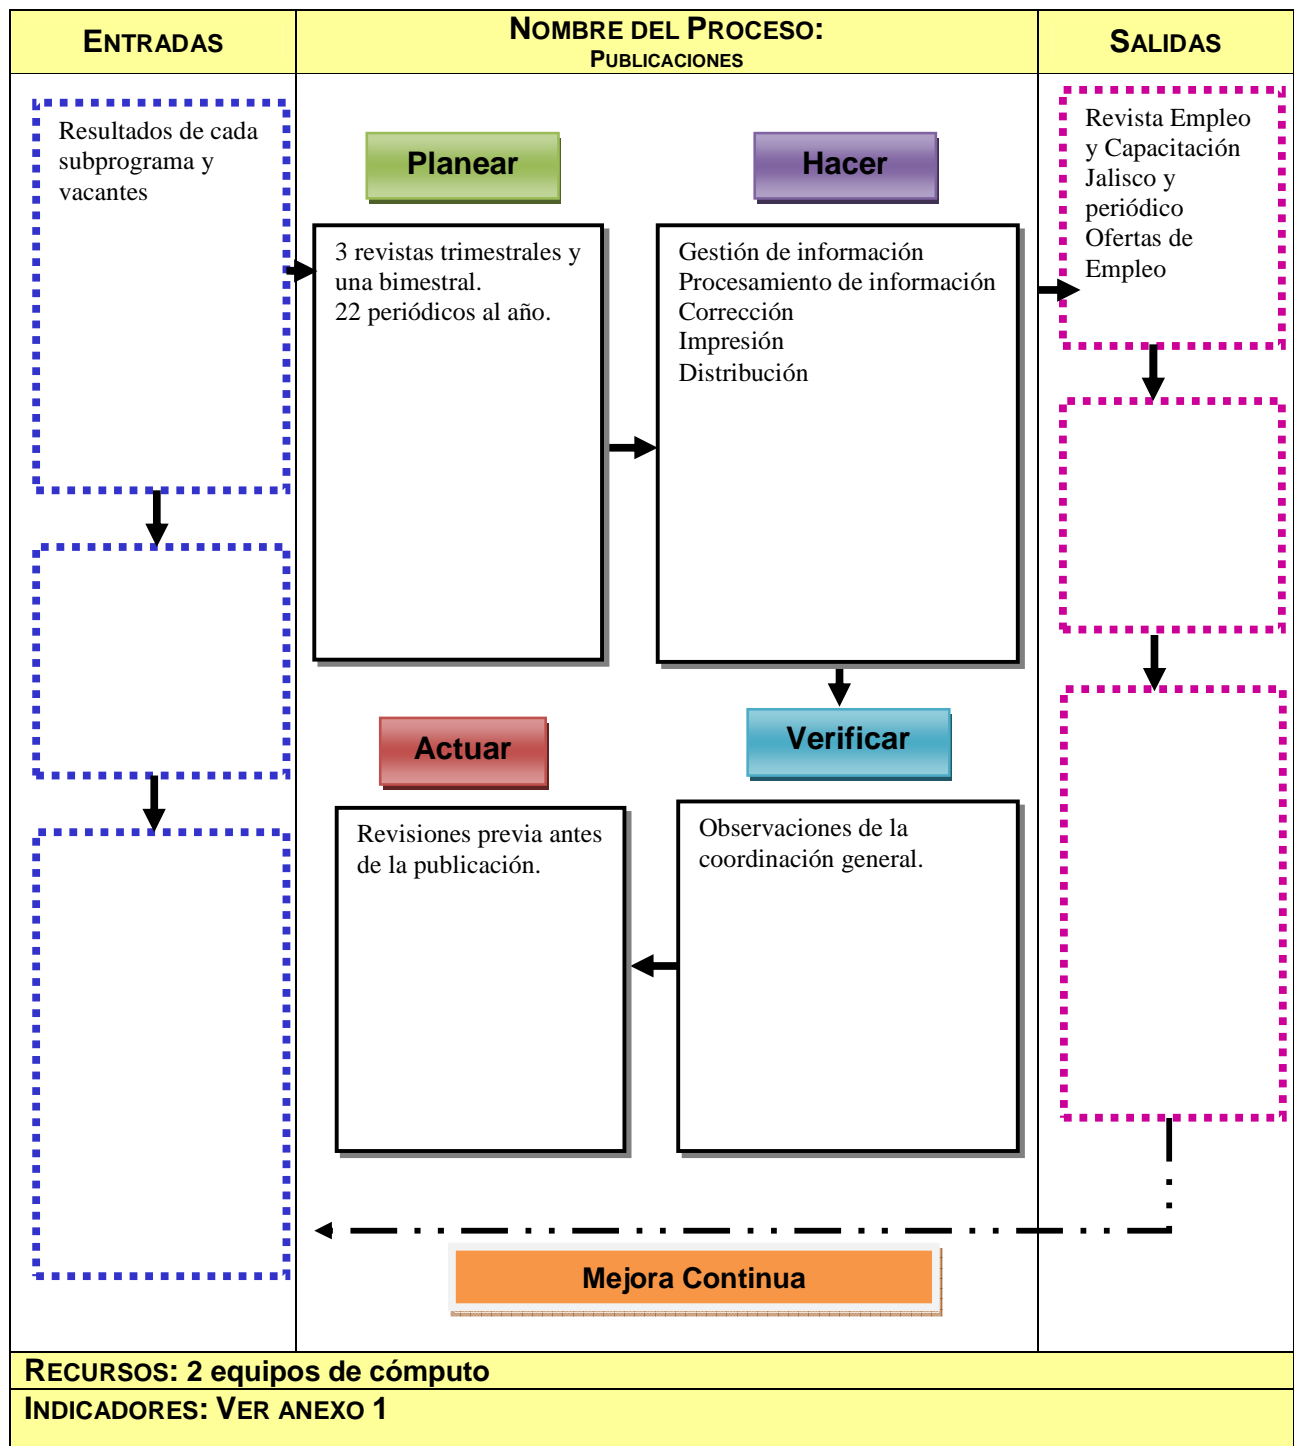 ENTRADAS
NOMBRE DEL PROCESO:
PUBLICACIONES
SALIDAS
Resultados de cada
subprograma y
vacantes
Planear
3 revistas trimestrales y
una bimestral.
22 periódicos al año.
Hacer
Gestión de información
Procesamiento de información
Corrección
Impresión
Distribución
Revista Empleo
y Capacitación
Jalisco y
periódico
Ofertas de
Empleo
Actuar
Revisiones previa antes
de la publicación.
Verificar
Observaciones de la
coordinación general.
Mejora Continua
RECURSOS: 2 equipos de cómputo
INDICADORES: VER ANEXO 1